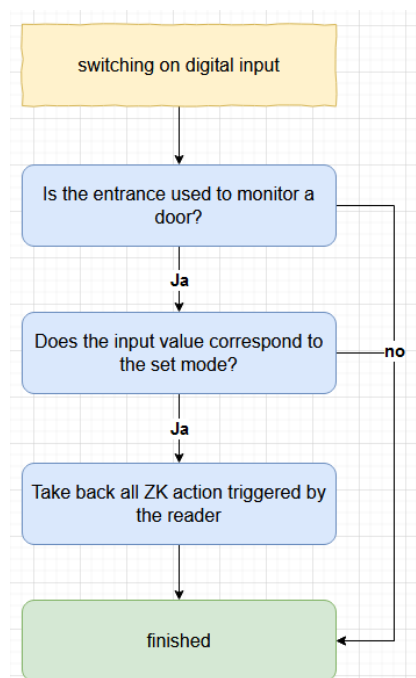 switching on digital input
Is the entrance used to monitor a
door?
Ja
Does the input value correspond to
the set mode?
no
Ja
Take back all ZK action triggered by
the reader
finished